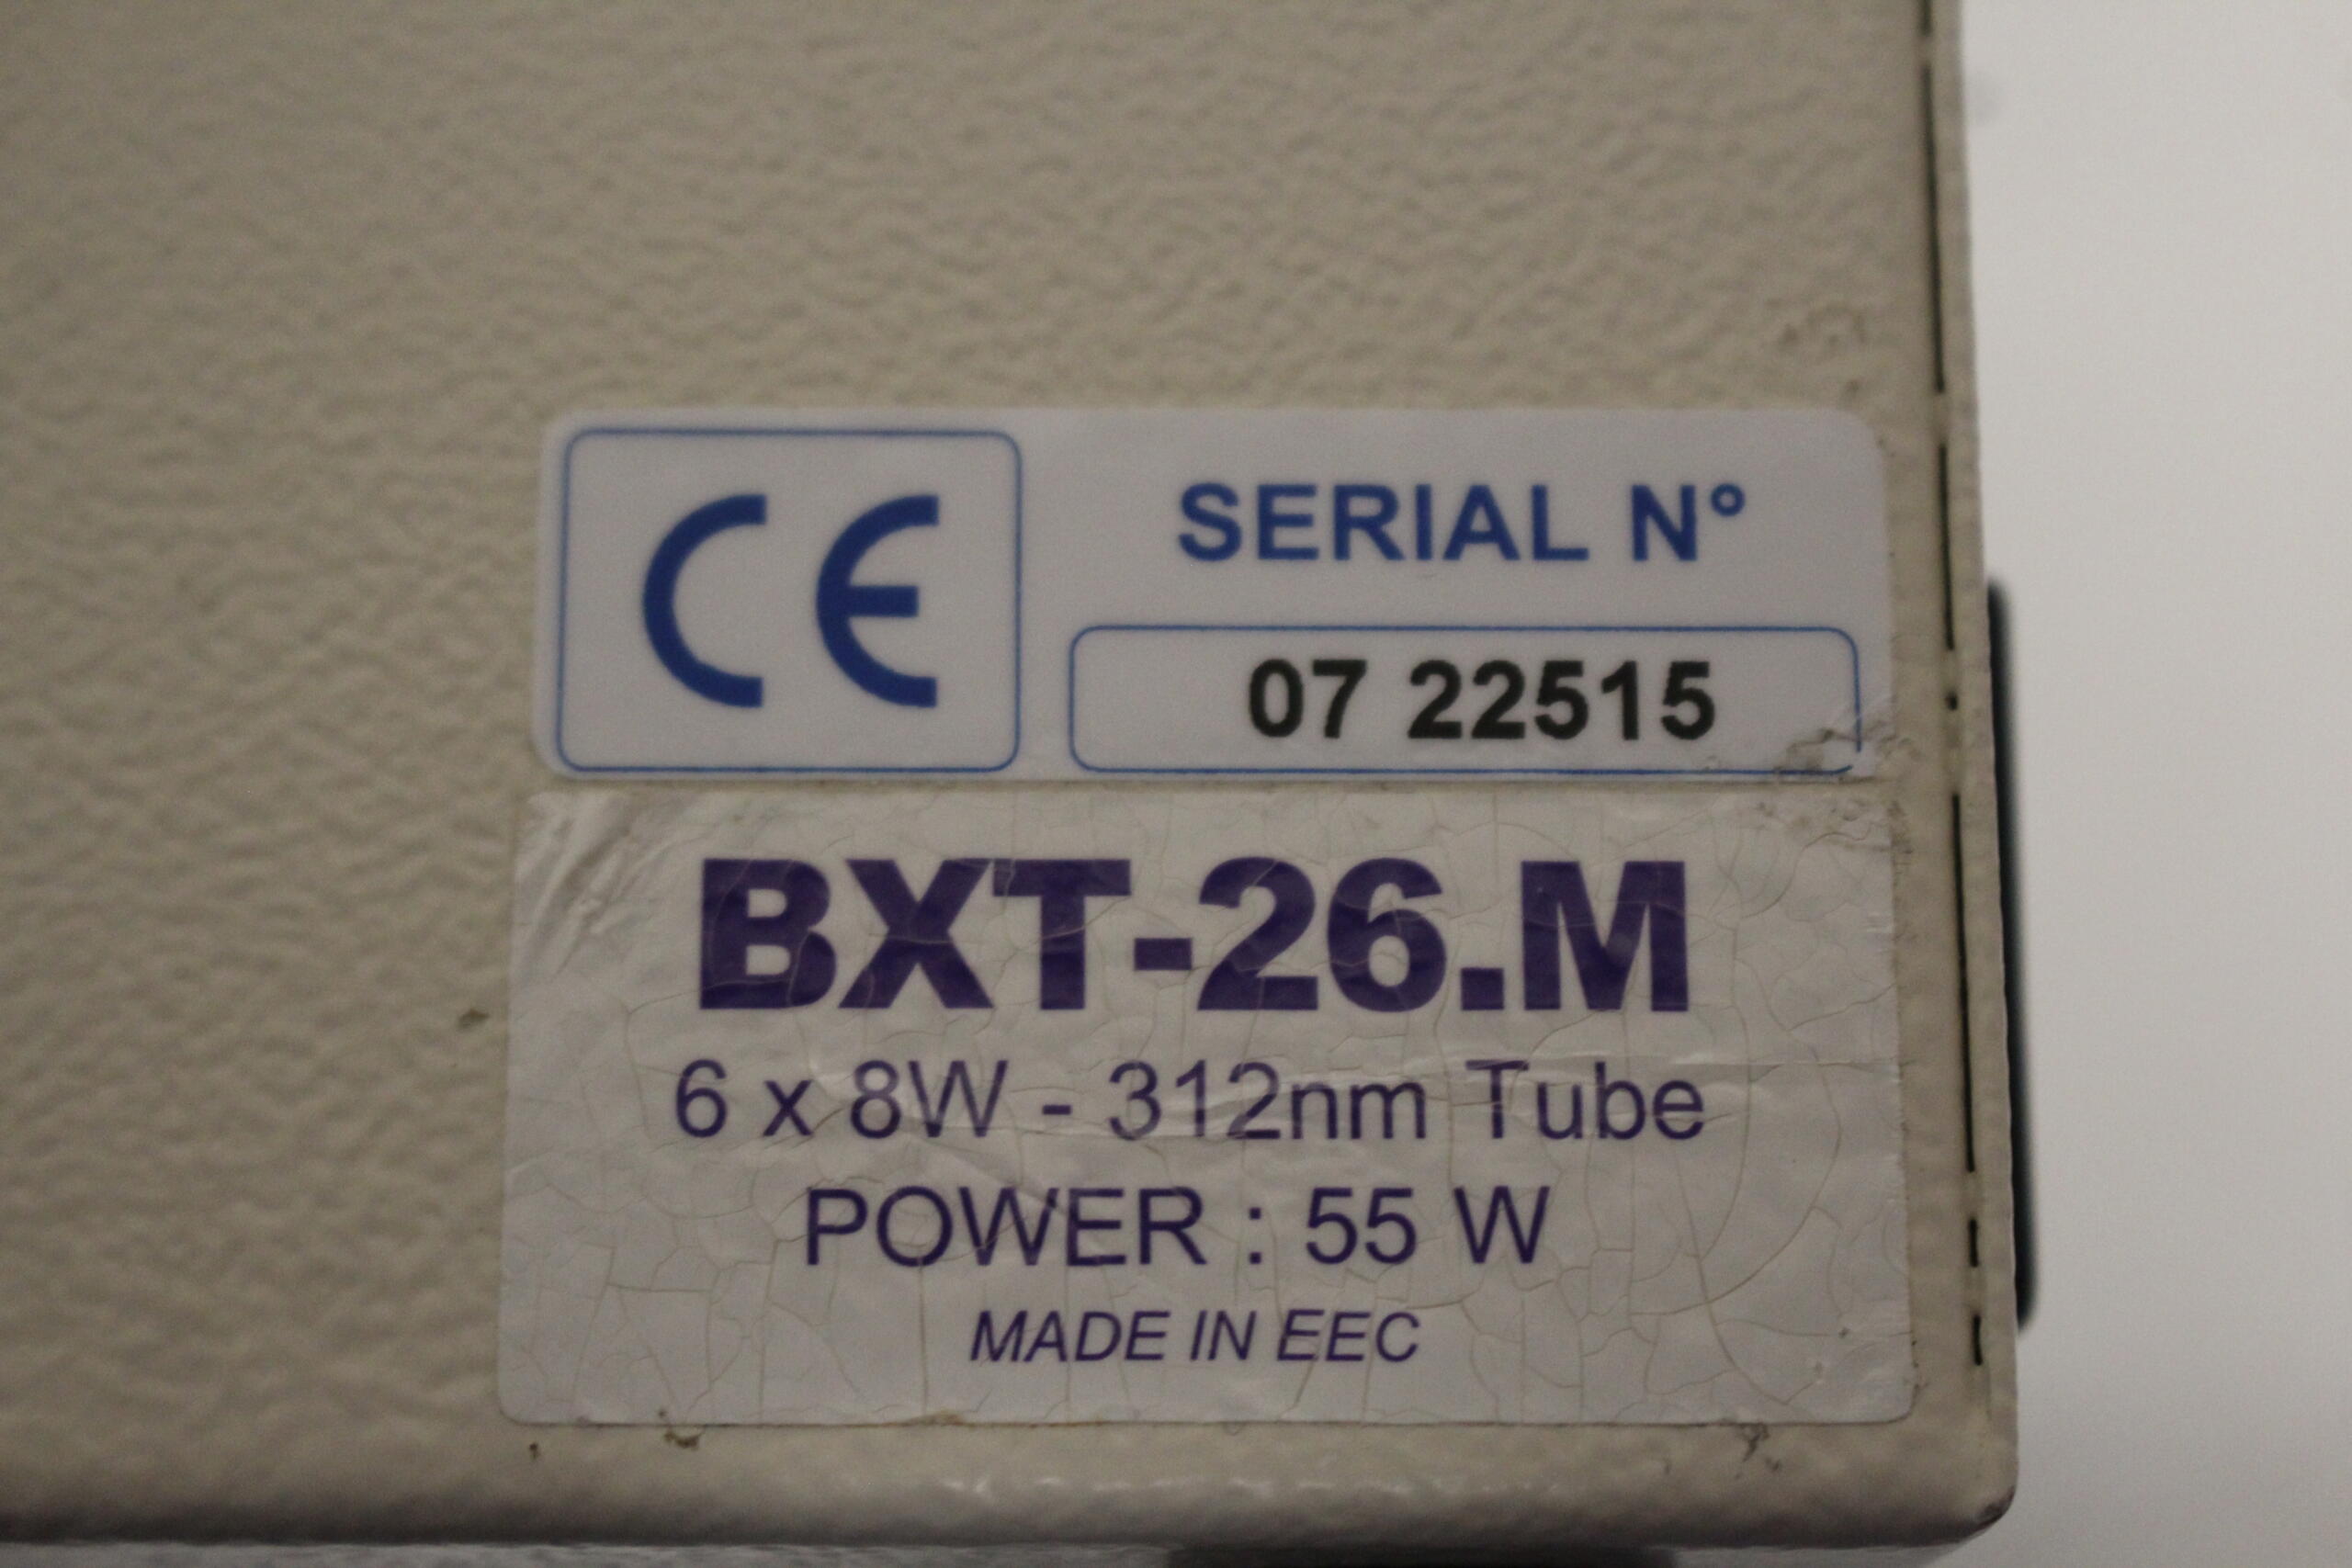 CE
SERIAL N°
07 22515
BXT-26.M
6 x 8W - 312nm Tube
POWER : 55 W
MADE IN EEC